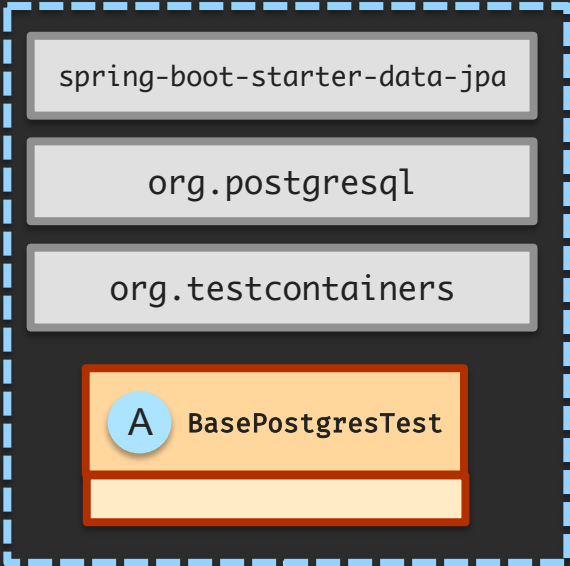 spring-boot-starter-data-jpa
org.postgresql
org.testcontainers
A BasePostgresTest